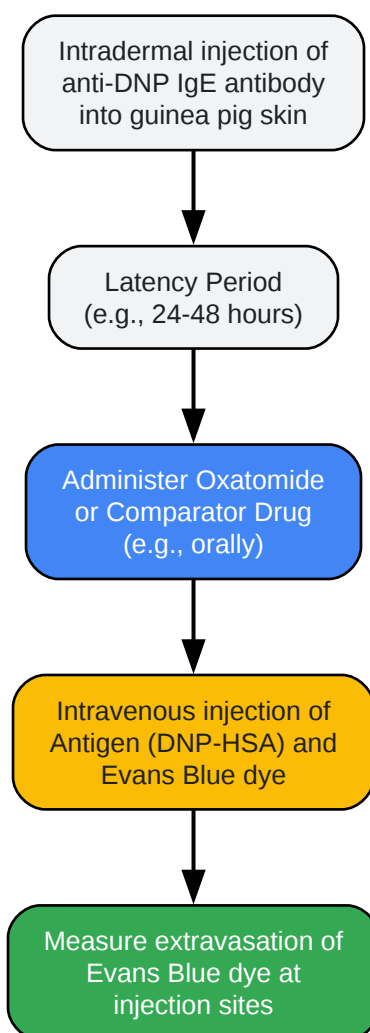 Intradermal injection of
anti-DNP IgE antibody
into guinea pig skin
Latency Period
(e.g., 24-48 hours)
Administer Oxatomide
or Comparator Drug
(e.g., orally)
Intravenous injection of
Antigen (DNP-HSA) and
Evans Blue dye
Measure extravasation of
Evans Blue dye at
injection sites